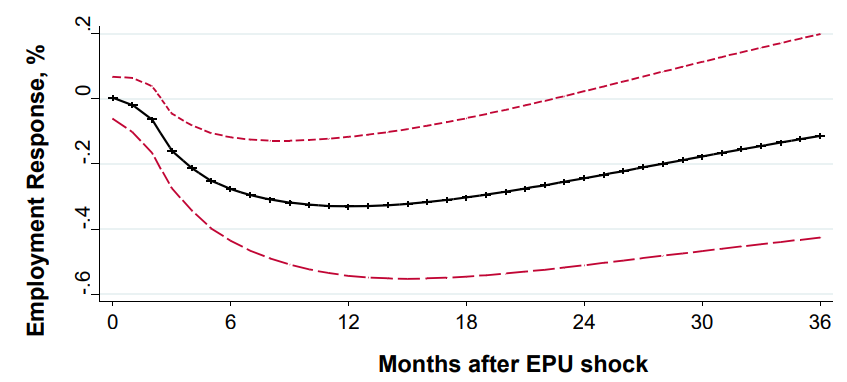 Employment Response, %
.2
0
-.2
-.4
-.6
0 6 12 18 24 30 36
Months after EPU shock